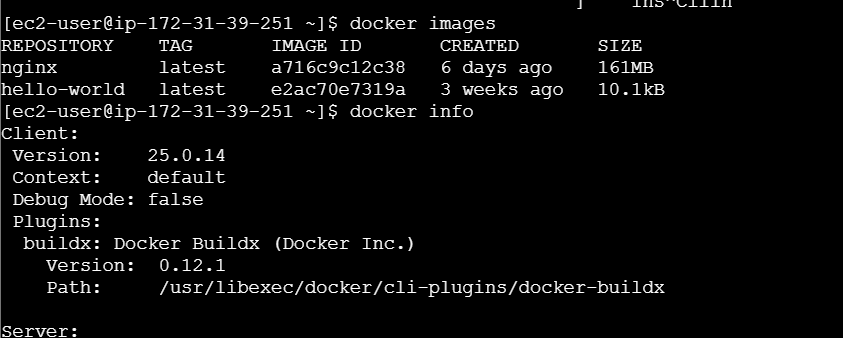 [ec2-user@ip-172-31-39-251 ~]$ docker images
REPOSITORY    TAG       IMAGE ID       CREATED       SIZE
nginx         latest    a716c9c12c38   6 days ago    161MB
hello-world   latest    e2ac70e7319a   3 weeks ago   10.1kB
[ec2-user@ip-172-31-39-251 ~]$ docker info
Client:
 Version:    25.0.14
 Context:    default
 Debug Mode: false
 Plugins:
  buildx: Docker Buildx (Docker Inc.)
    Version:  0.12.1
    Path:     /usr/libexec/docker/cli-plugins/docker-buildx
Server: